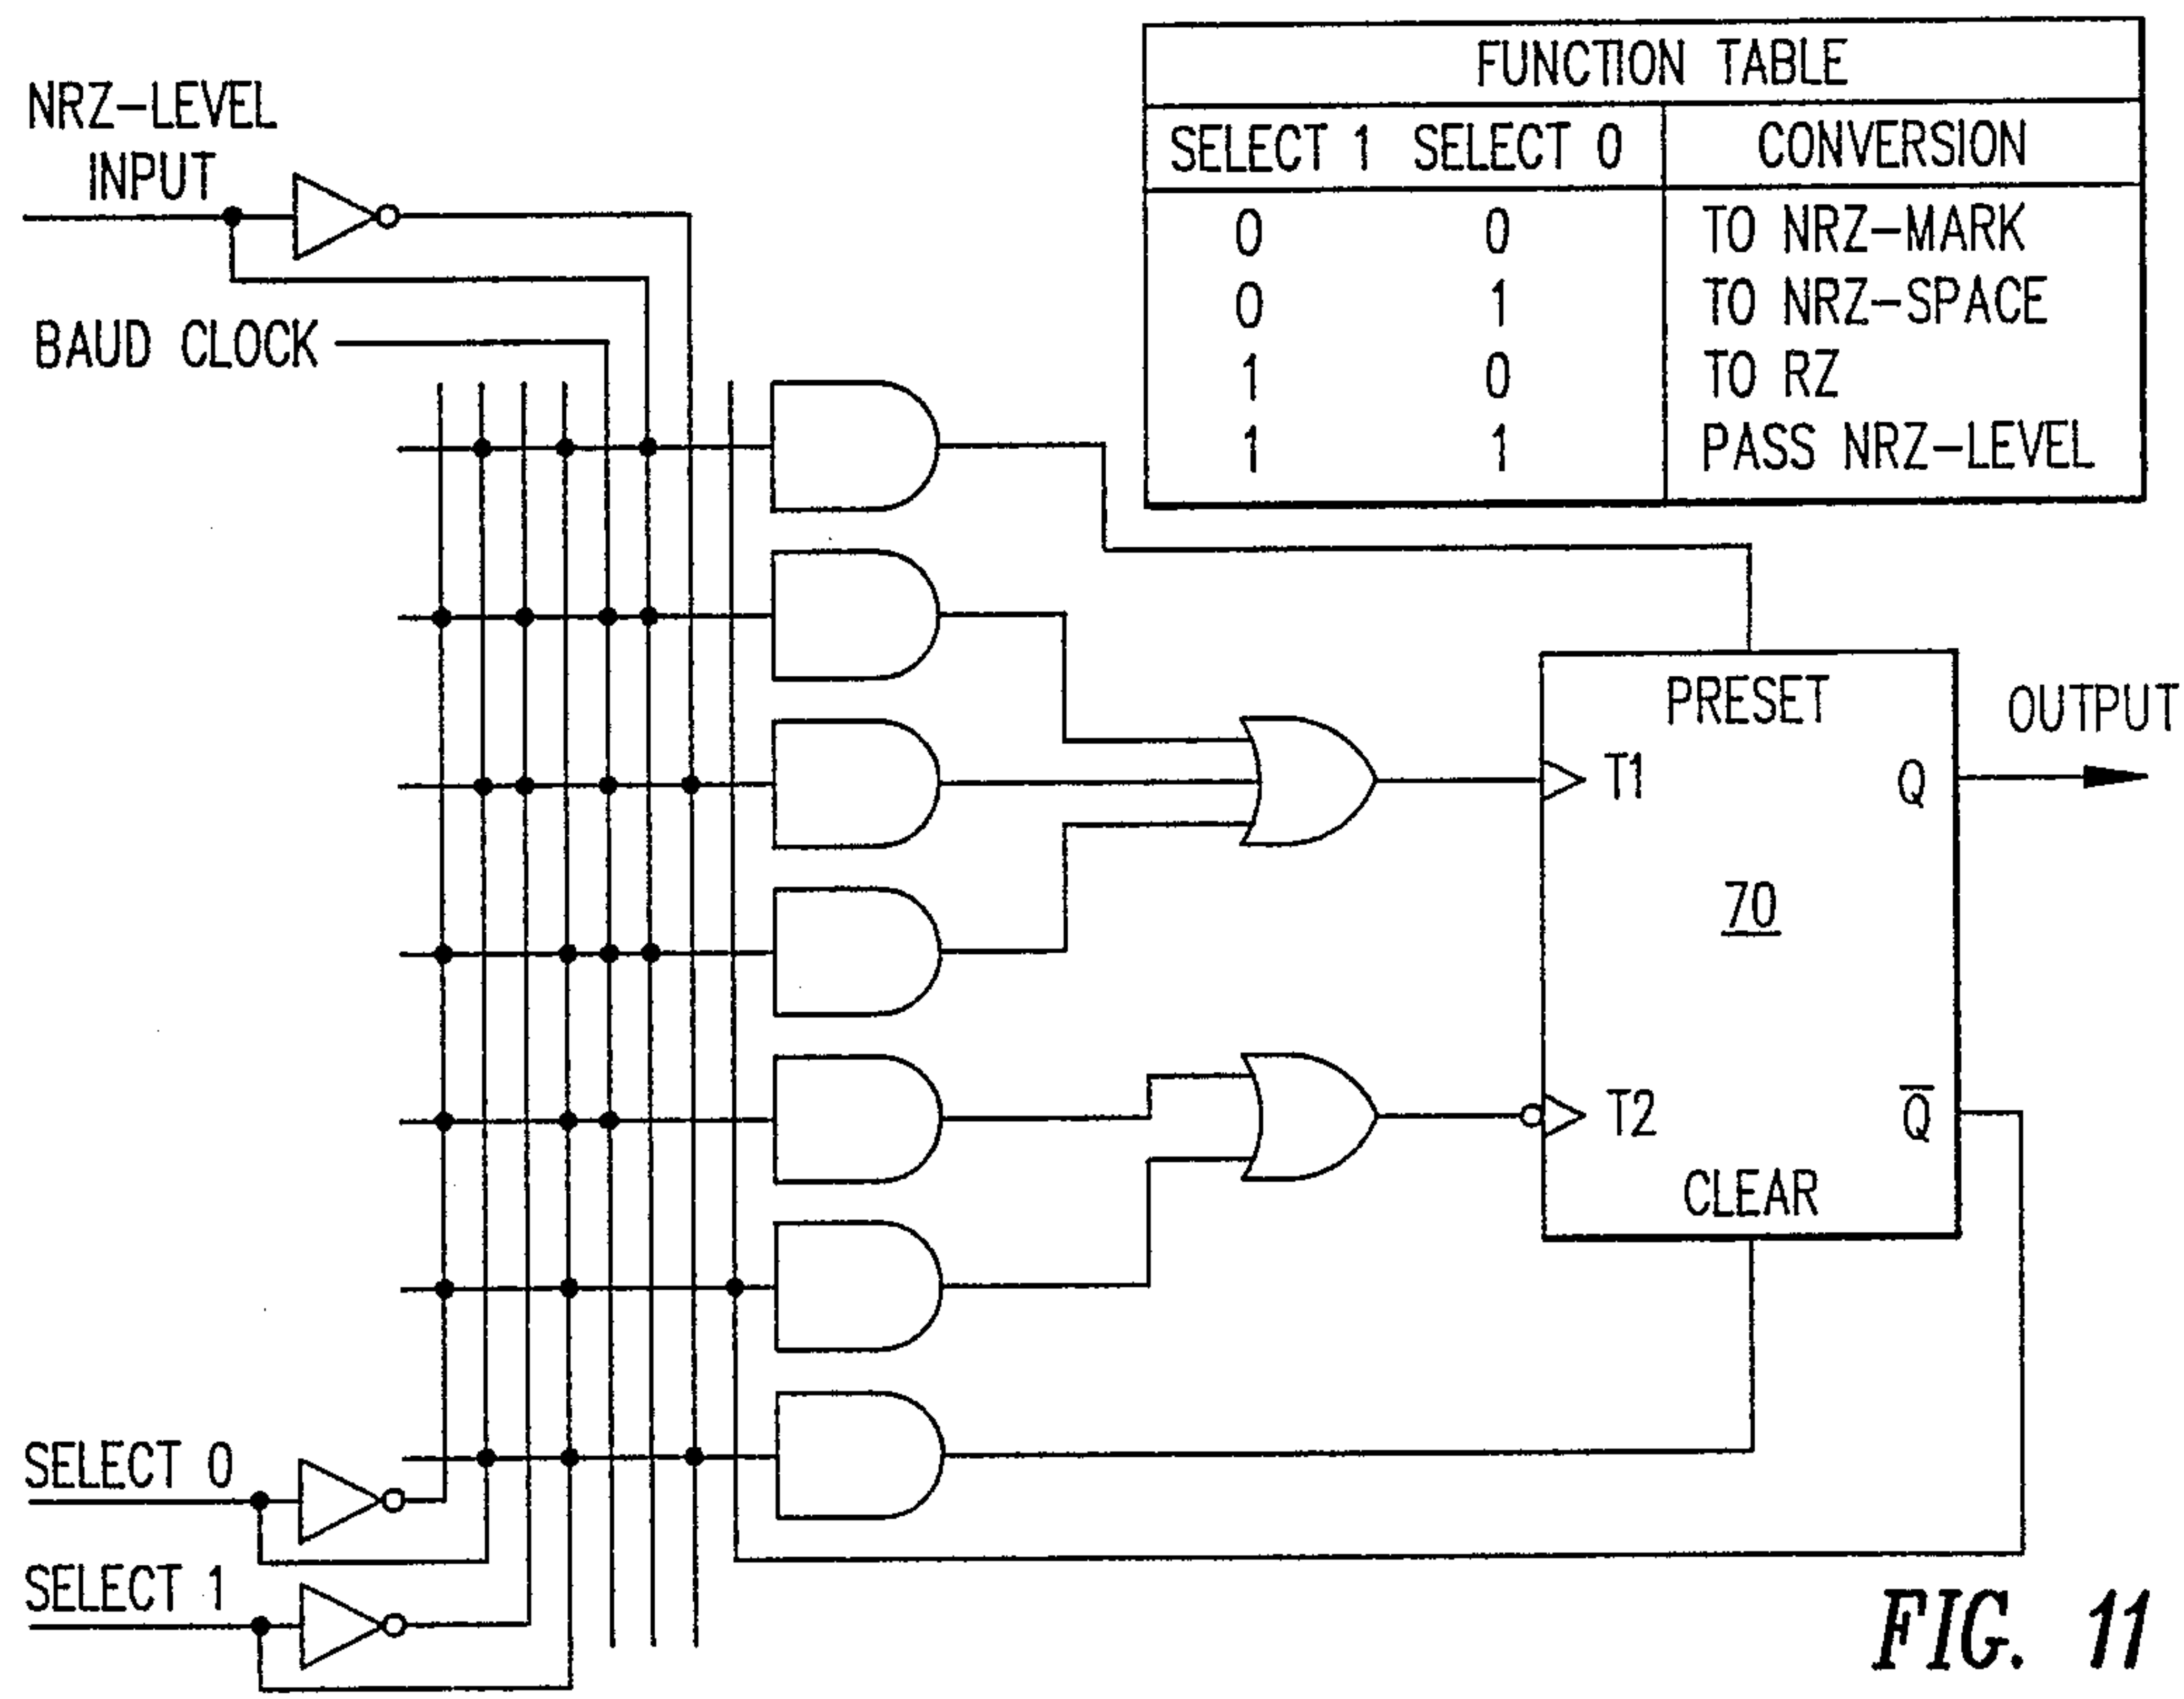 FUNCTION TABLE
SELECT 1 SELECT 0 CONVERSION
0 0 TO NRZ-MARK
0 1 TO NRZ-SPACE
1 0 TO RZ
1 1 PASS NRZ-LEVEL
NRZ-LEVEL
INPUT
BAUD CLOCK
PRESET
OUTPUT
T1
Q
70
T2
Q̅
CLEAR
SELECT 0
SELECT 1
FIG. 11